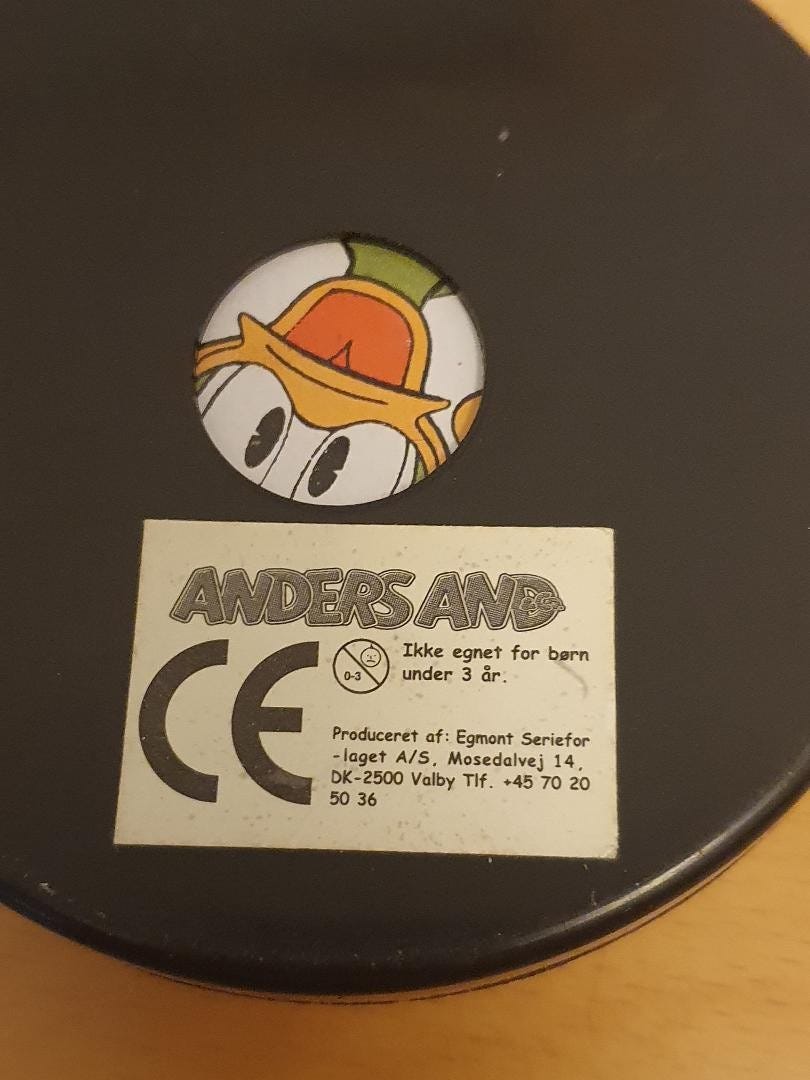 ANDERS AND
& CO.
CE
0-3
Ikke egnet for børn
under 3 år.
Produceret af: Egmont Seriefor
-laget A/S, Mosedalvej 14,
DK-2500 Valby Tlf. +45 70 20
50 36